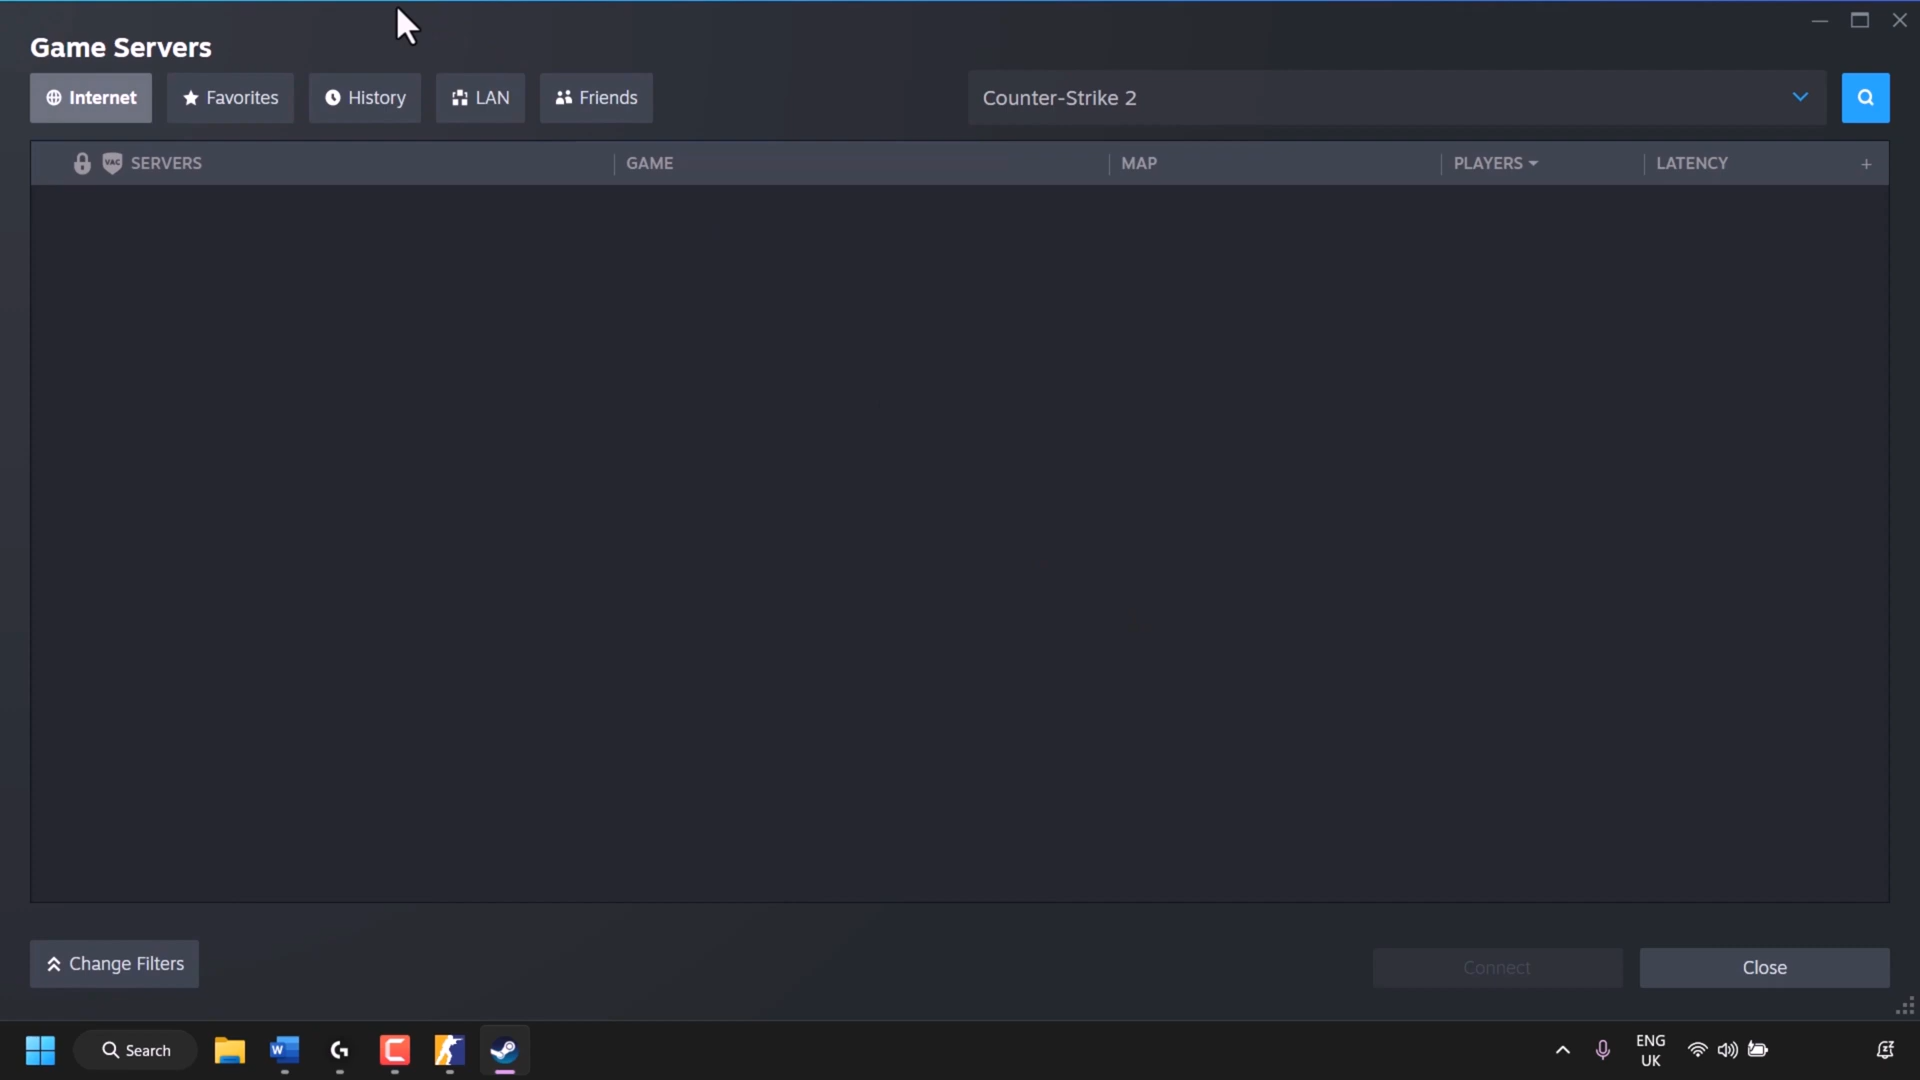 Game Servers
Internet
Favorites
History
LAN
Friends
Counter-Strike 2
VAC SERVERS
GAME
MAP
PLAYERS
LATENCY
+
Change Filters
Connect
Close
Search
W
ENG
UK